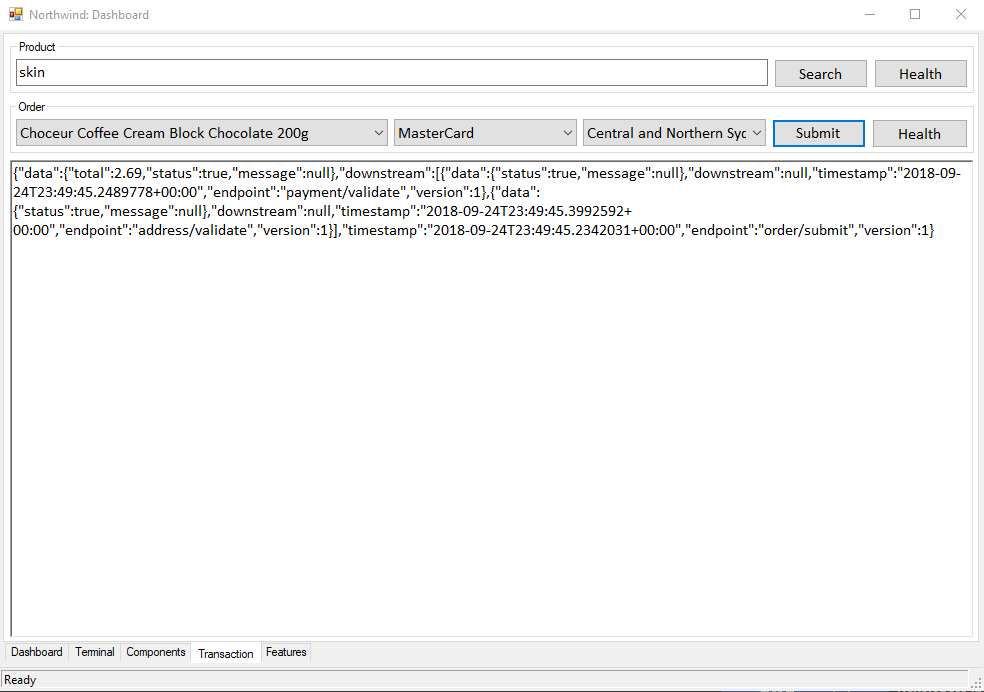 Northwind: Dashboard
Product
skin
Search
Health
Order
Choceur Coffee Cream Block Chocolate 200g
MasterCard
Central and Northern Syd
Submit
Health
{"data":{"total":2.69,"status":true,"message":null},"downstream":[{"data":{"status":true,"message":null},"downstream":null,"timestamp":"2018-09-
24T23:49:45.2489778+00:00","endpoint":"payment/validate","version":1},{"data":
{"status":true,"message":null},"downstream":null,"timestamp":"2018-09-24T23:49:45.3992592+
00:00","endpoint":"address/validate","version":1}],"timestamp":"2018-09-24T23:49:45.2342031+00:00","endpoint":"order/submit","version":1}
Dashboard
Terminal
Components
Transaction
Features
Ready